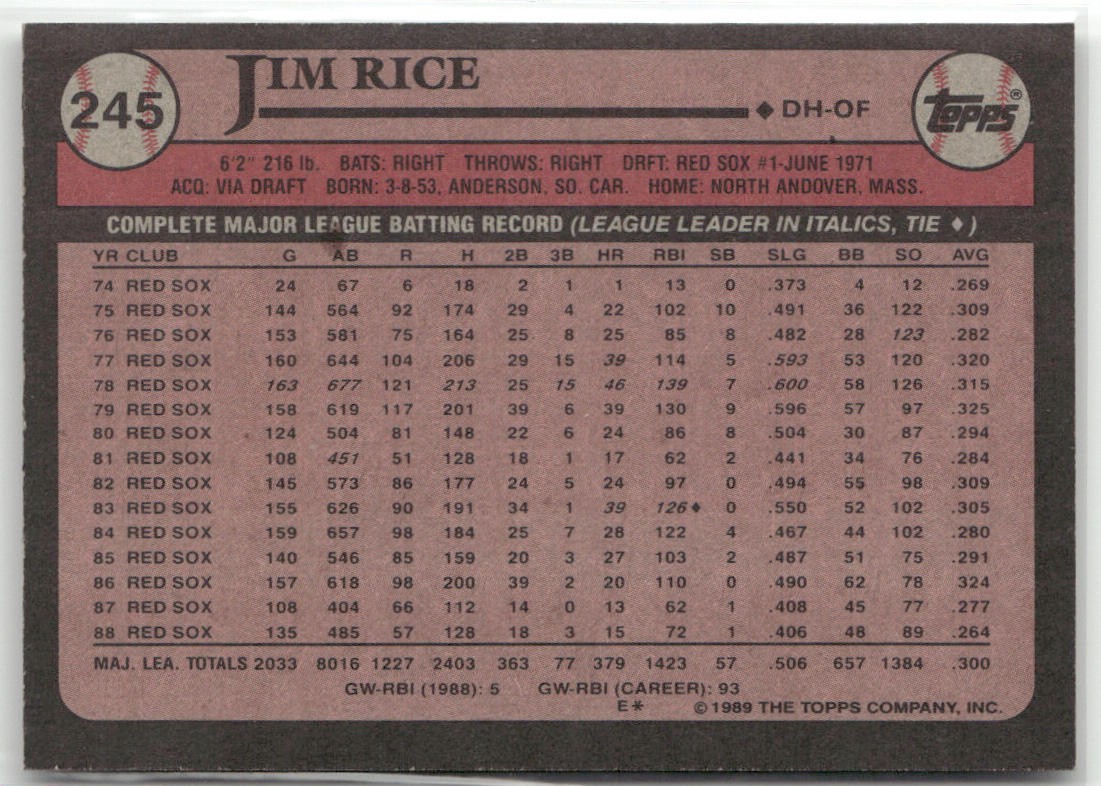 245 JIM RICE ◆ DH-OF TOPPS®
6'2" 216 lb. BATS: RIGHT THROWS: RIGHT DRFT: RED SOX #1-JUNE 1971
ACQ: VIA DRAFT BORN: 3-8-53, ANDERSON, SO. CAR. HOME: NORTH ANDOVER, MASS.
COMPLETE MAJOR LEAGUE BATTING RECORD (LEAGUE LEADER IN ITALICS, TIE ◆)
YR CLUB G AB R H 2B 3B HR RBI SB SLG BB SO AVG
74 RED SOX 24 67 6 18 2 1 1 13 0 .373 4 12 .269
75 RED SOX 144 564 92 174 29 4 22 102 10 .491 36 122 .309
76 RED SOX 153 581 75 164 25 8 25 85 8 .482 28 123 .282
77 RED SOX 160 644 104 206 29 15 39 114 5 .593 53 120 .320
78 RED SOX 163 677 121 213 25 15 46 139 7 .600 58 126 .315
79 RED SOX 158 619 117 201 39 6 39 130 9 .596 57 97 .325
80 RED SOX 124 504 81 148 22 6 24 86 8 .504 30 87 .294
81 RED SOX 108 451 51 128 18 1 17 62 2 .441 34 76 .284
82 RED SOX 145 573 86 177 24 5 24 97 0 .494 55 98 .309
83 RED SOX 155 626 90 191 34 1 39 126◆ 0 .550 52 102 .305
84 RED SOX 159 657 98 184 25 7 28 122 4 .467 44 102 .280
85 RED SOX 140 546 85 159 20 3 27 103 2 .487 51 75 .291
86 RED SOX 157 618 98 200 39 2 20 110 0 .490 62 78 .324
87 RED SOX 108 404 66 112 14 0 13 62 1 .408 45 77 .277
88 RED SOX 135 485 57 128 18 3 15 72 1 .406 48 89 .264
MAJ. LEA. TOTALS 2033 8016 1227 2403 363 77 379 1423 57 .506 657 1384 .300
GW-RBI (1988): 5 GW-RBI (CAREER): 93
E* © 1989 THE TOPPS COMPANY, INC.